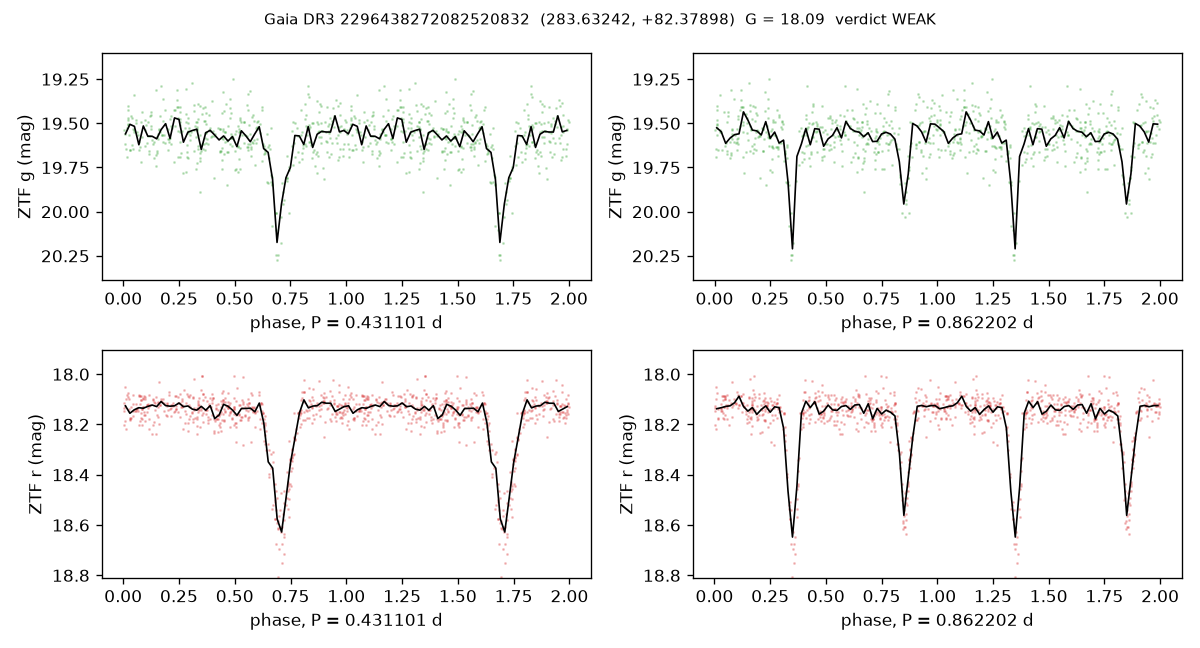 Gaia DR3 2296438272082520832 (283.63242, +82.37898) G = 18.09 verdict WEAK
ZTF g (mag)
19.25
19.50
19.75
20.00
20.25
0.00 0.25 0.50 0.75 1.00 1.25 1.50 1.75 2.00
phase, P = 0.431101 d
ZTF g (mag)
19.25
19.50
19.75
20.00
20.25
0.00 0.25 0.50 0.75 1.00 1.25 1.50 1.75 2.00
phase, P = 0.862202 d
ZTF r (mag)
18.0
18.2
18.4
18.6
18.8
0.00 0.25 0.50 0.75 1.00 1.25 1.50 1.75 2.00
phase, P = 0.431101 d
ZTF r (mag)
18.0
18.2
18.4
18.6
18.8
0.00 0.25 0.50 0.75 1.00 1.25 1.50 1.75 2.00
phase, P = 0.862202 d